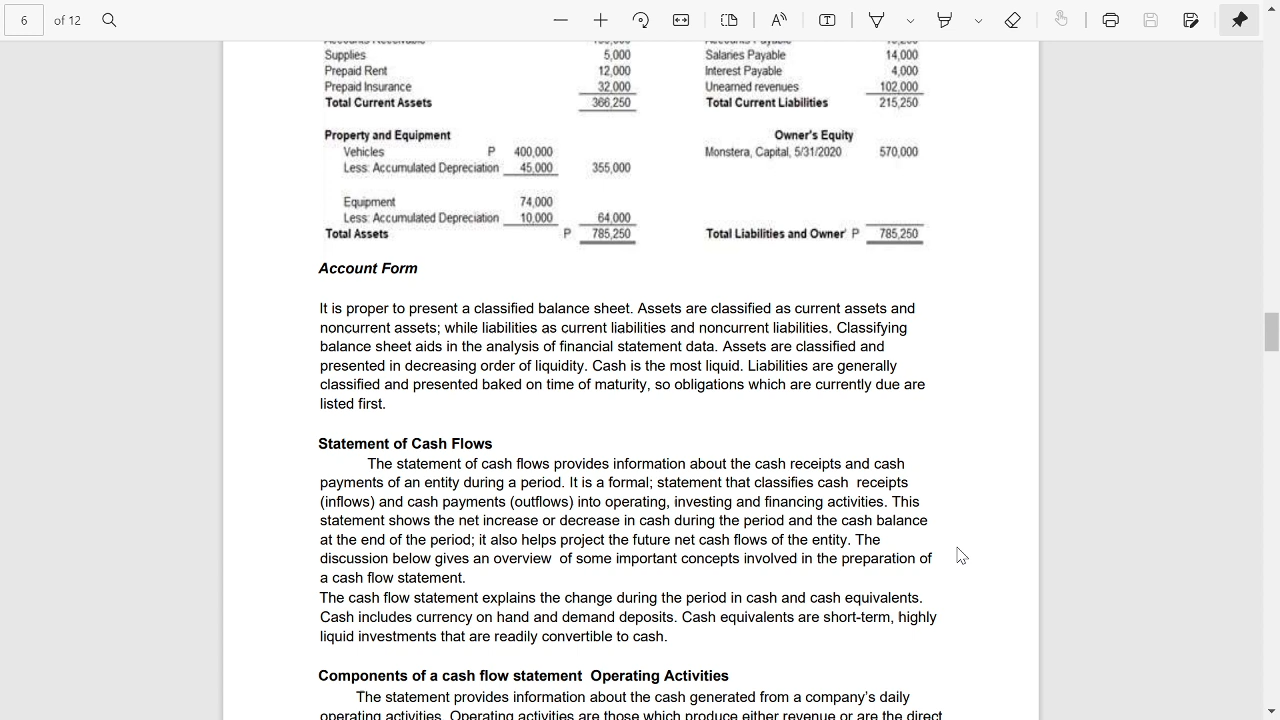 6 of 12
Supplies 5,000 Salaries Payable 14,000
Prepaid Rent 12,000 Interest Payable 4,000
Prepaid Insurance 32,000 Unearned revenues 102,000
Total Current Assets 366,250 Total Current Liabilities 215,250
Property and Equipment Owner's Equity
Vehicles P 400,000 Monstera, Capital, 5/31/2020 570,000
Less: Accumulated Depreciation 45,000 355,000
Equipment 74,000
Less: Accumulated Depreciation 10,000 64,000
Total Assets P 785,250 Total Liabilities and Owner' P 785,250
Account Form
It is proper to present a classified balance sheet. Assets are classified as current assets and
noncurrent assets; while liabilities as current liabilities and noncurrent liabilities. Classifying
balance sheet aids in the analysis of financial statement data. Assets are classified and
presented in decreasing order of liquidity. Cash is the most liquid. Liabilities are generally
classified and presented baked on time of maturity, so obligations which are currently due are
listed first.
Statement of Cash Flows
The statement of cash flows provides information about the cash receipts and cash
payments of an entity during a period. It is a formal; statement that classifies cash receipts
(inflows) and cash payments (outflows) into operating, investing and financing activities. This
statement shows the net increase or decrease in cash during the period and the cash balance
at the end of the period; it also helps project the future net cash flows of the entity. The
discussion below gives an overview of some important concepts involved in the preparation of
a cash flow statement.
The cash flow statement explains the change during the period in cash and cash equivalents.
Cash includes currency on hand and demand deposits. Cash equivalents are short-term, highly
liquid investments that are readily convertible to cash.
Components of a cash flow statement Operating Activities
The statement provides information about the cash generated from a company's daily
operating activities. Operating activities are those which produce either revenue or are the direct